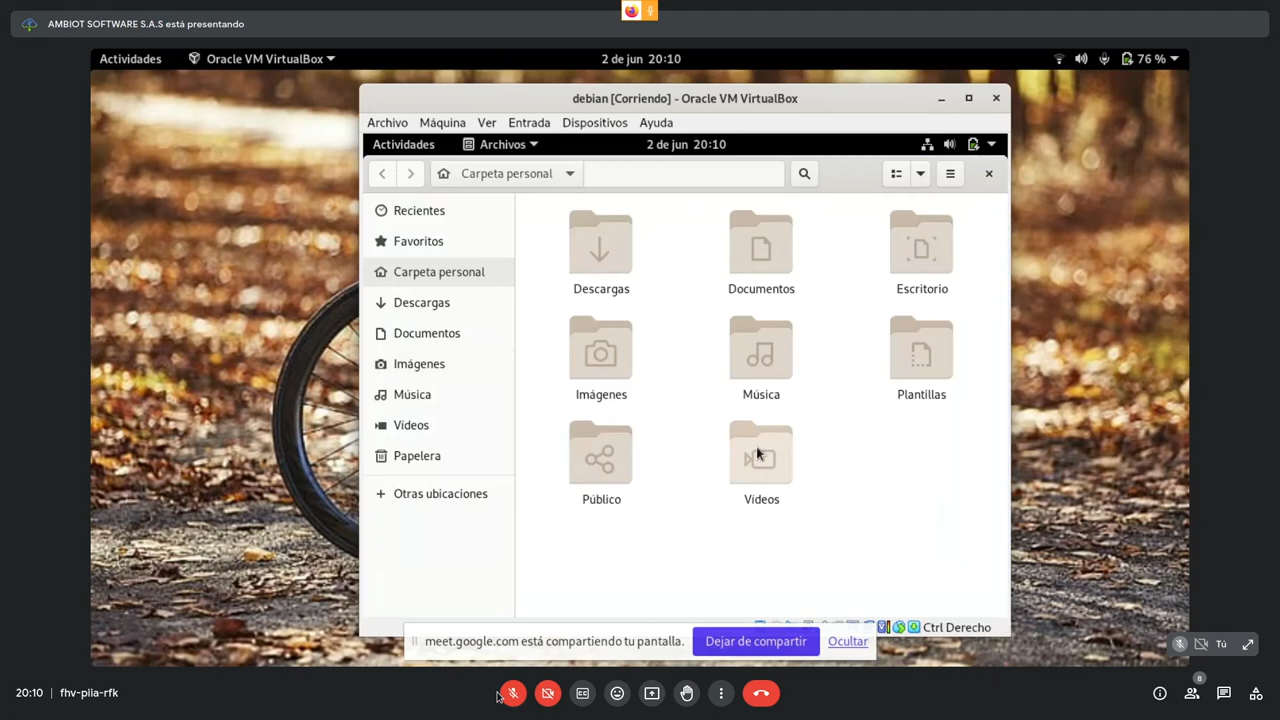 AMBIOT SOFTWARE S.A.S está presentando
Actividades Oracle VM VirtualBox 2 de jun 20:10 76 %
debian [Corriendo] - Oracle VM VirtualBox
Archivo Máquina Ver Entrada Dispositivos Ayuda
Actividades Archivos 2 de jun 20:10
Carpeta personal
Recientes
Favoritos
Carpeta personal
Descargas
Documentos
Imágenes
Música
Vídeos
Papelera
+ Otras ubicaciones
Descargas Documentos Escritorio
Imágenes Música Plantillas
Público Vídeos
Ctrl Derecho
meet.google.com está compartiendo tu pantalla. Dejar de compartir Ocultar
Tú
20:10 fhv-piia-rfk
8